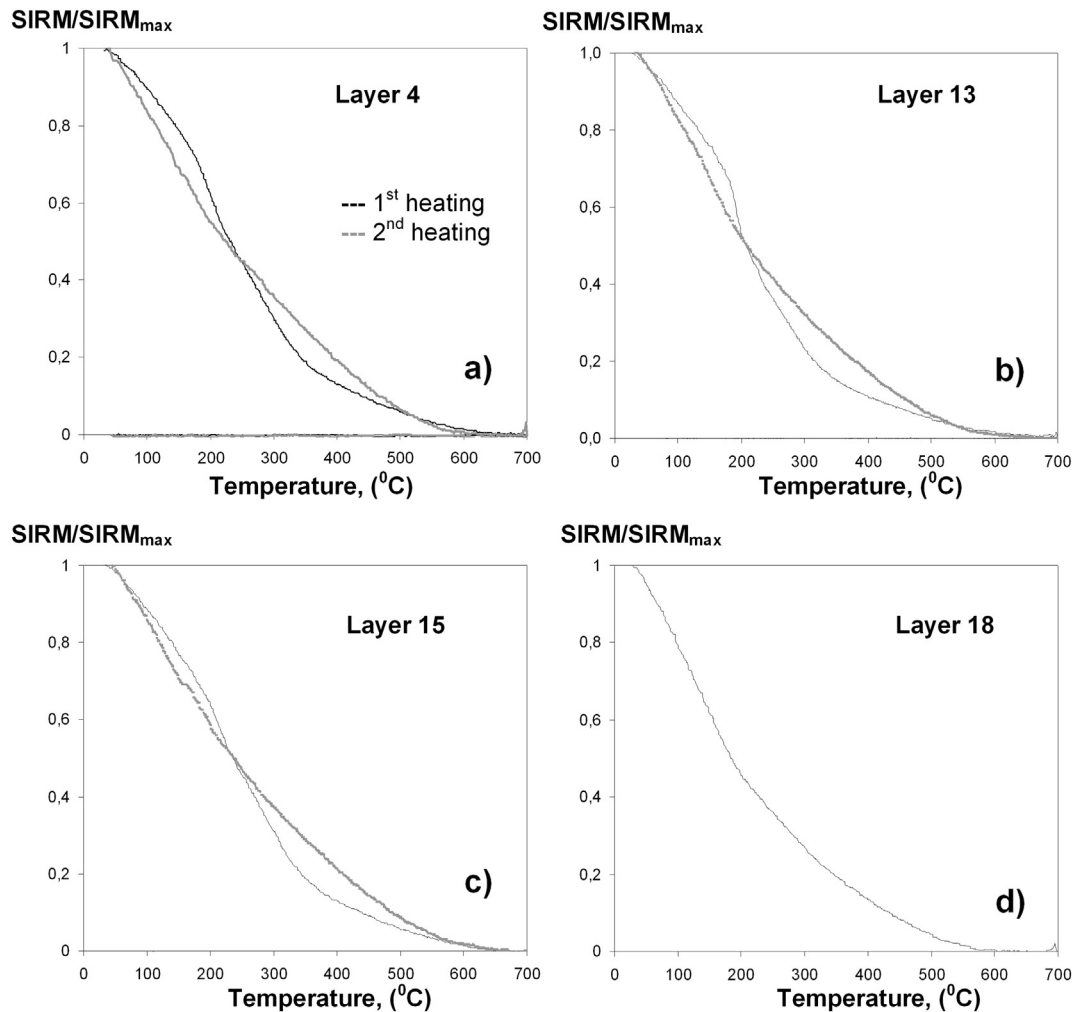 SIRM/SIRMmax
1
0,8
0,6
0,4
0,2
0
0 100 200 300 400 500 600 700
Temperature, (⁰C)
Layer 4
1st heating
2nd heating
a)
SIRM/SIRMmax
1,0
0,8
0,6
0,4
0,2
0,0
0 100 200 300 400 500 600 700
Temperature, (⁰C)
Layer 13
b)
SIRM/SIRMmax
1
0,8
0,6
0,4
0,2
0
0 100 200 300 400 500 600 700
Temperature, (⁰C)
Layer 15
c)
SIRM/SIRMmax
1
0,8
0,6
0,4
0,2
0
0 100 200 300 400 500 600 700
Temperature, (⁰C)
Layer 18
d)